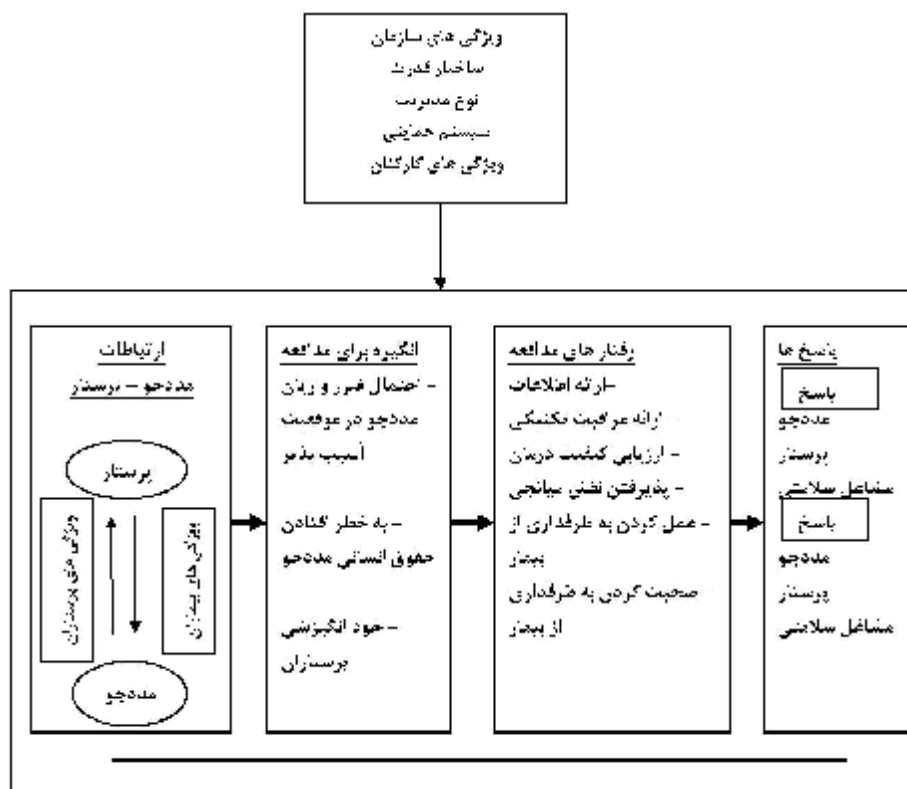 ویژگی های سازمان
ساختار قدرت
نوع مدیریت
سیستم حمایتی
ویژگی های کارکنان
ارتباطات
مددجو – پرستار
پرستار
ویژگی های پرستاران
ویژگی های بیماران
مددجو
انگیزه برای مدافعه
- احتمال ضرر و زیان
مددجو در موقعیت
آسیب پذیر
- به خطر افتادن
حقوق انسانی مددجو
- خود انگیزشی
پرستاران
رفتار های مدافعه
-ارائه اطلاعات
- ارائه مراقبت تکنیکی
- ارزیابی کیفیت درمان
- پذیرفتن نقش میانجی
- عمل کردن به طرفداری از
بیمار
-صحبت کردن به طرفداری
از بیمار
پاسخ ها
پاسخ
مددجو
پرستار
مشاغل سلامتی
پاسخ
مددجو
پرستار
مشاغل سلامتی